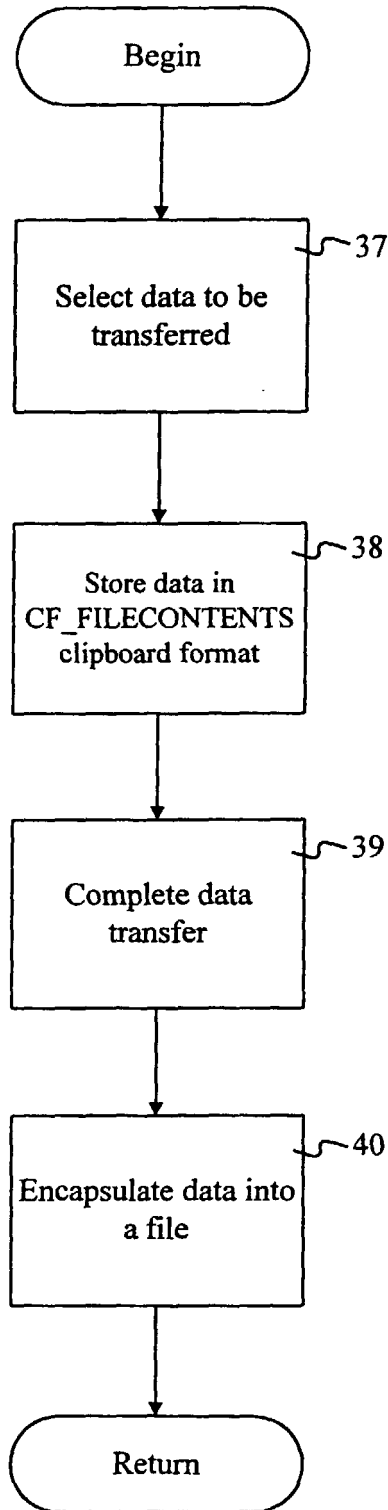 Begin
37
Select data to be
transferred
38
Store data in
CF_FILECONTENTS
clipboard format
39
Complete data
transfer
40
Encapsulate data into
a file
Return